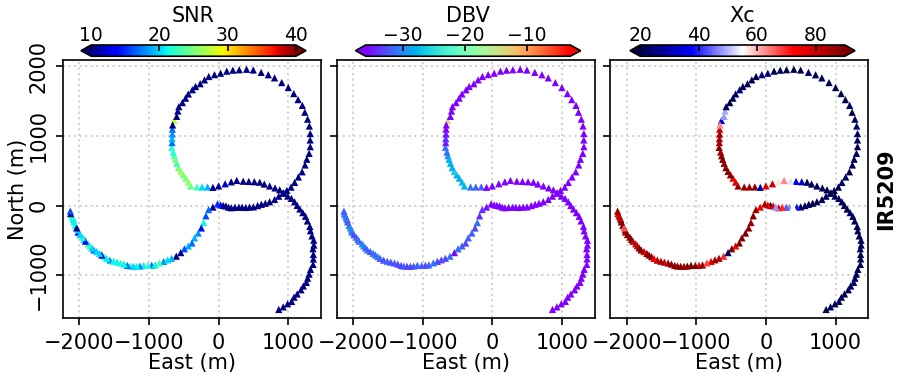 SNR DBV Xc
10 20 30 40 −30 −20 −10 20 40 60 80
2000
1000
0
−1000
North (m)
IR5209
−2000 −1000 0 1000 −2000 −1000 0 1000 −2000 −1000 0 1000
East (m) East (m) East (m)